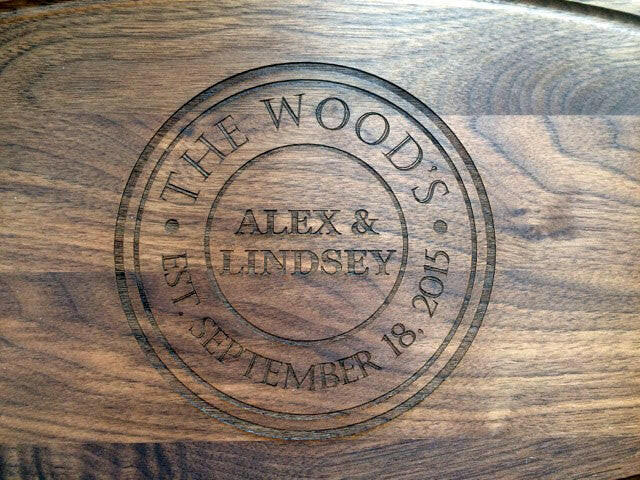 THE WOOD'S
ALEX &
LINDSEY
EST. SEPTEMBER 18, 2015